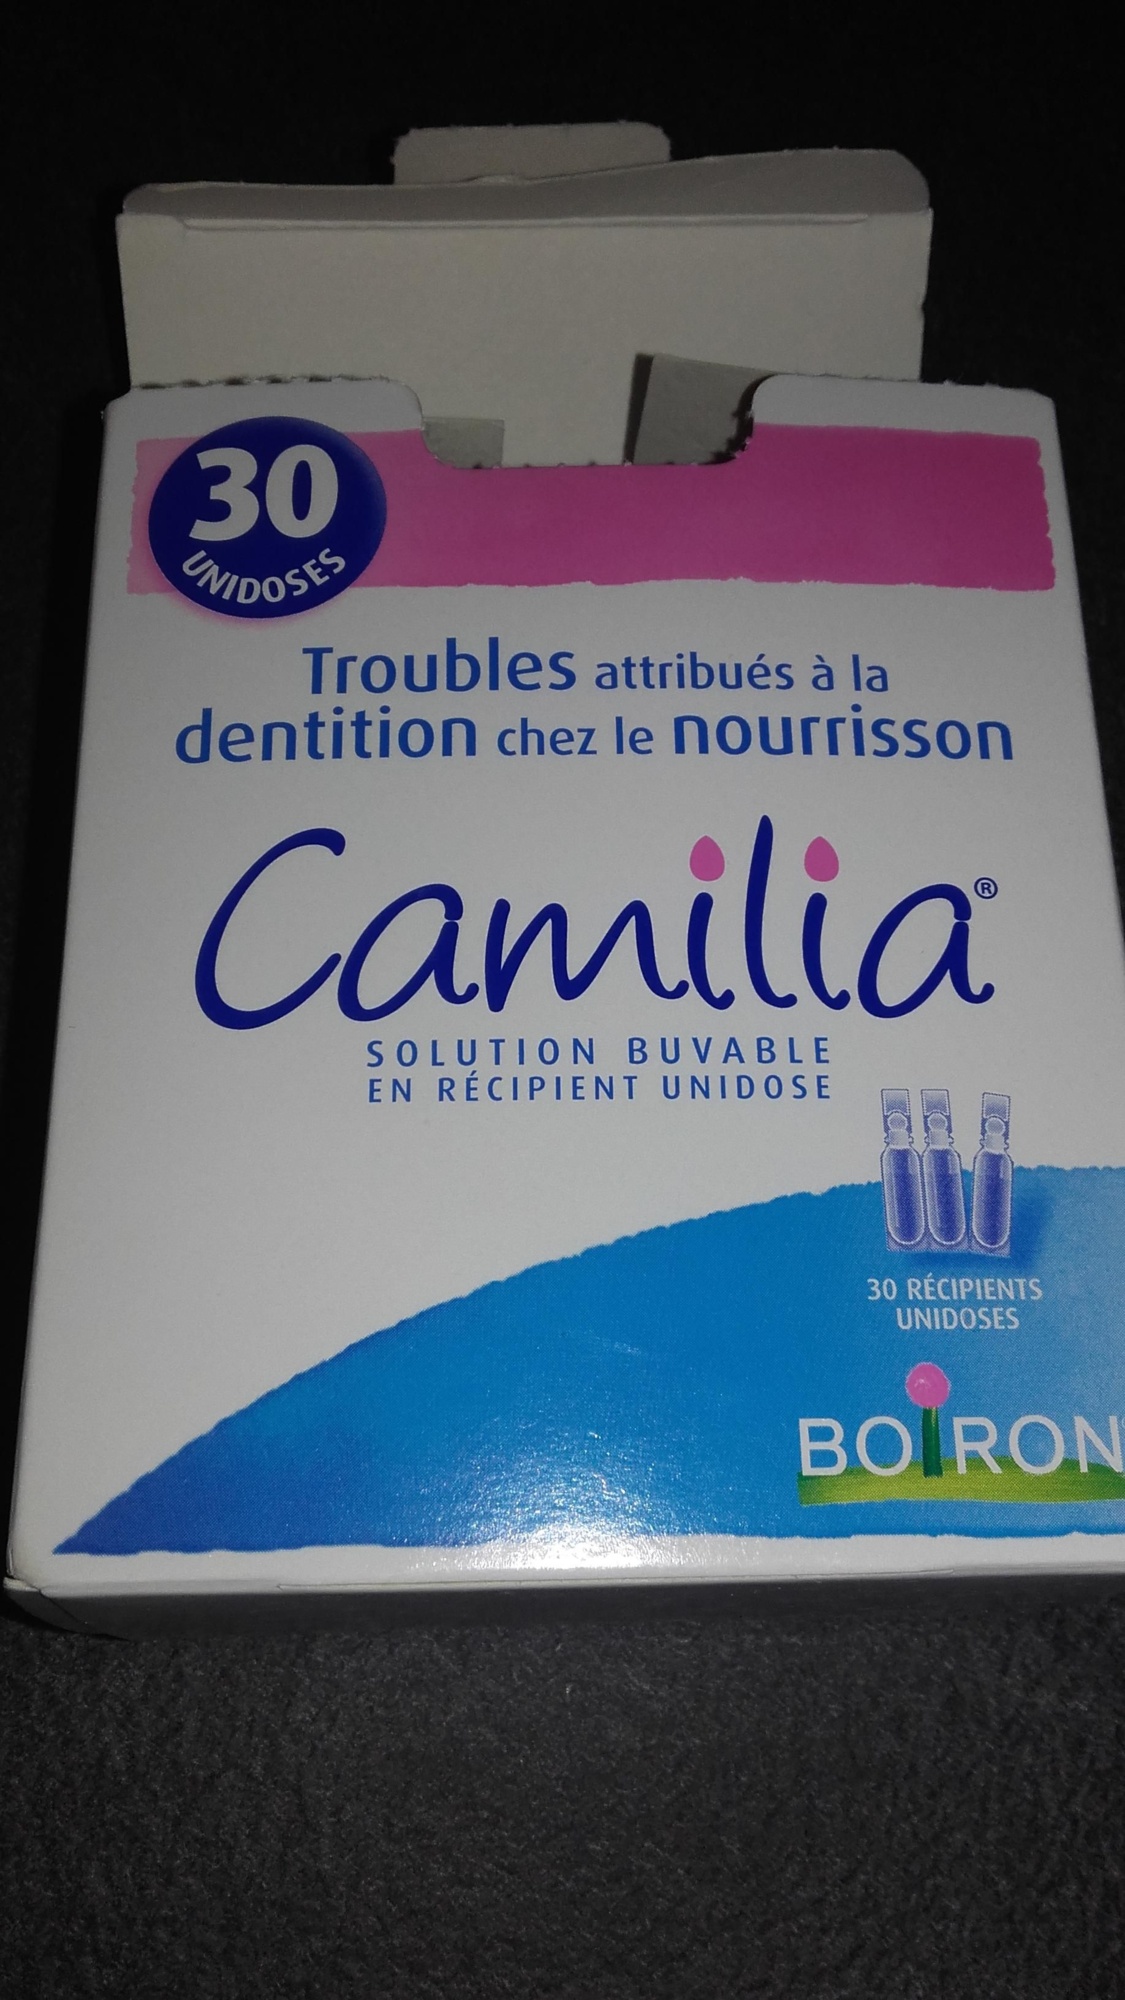 30
UNIDOSES
Troubles attribués à la
dentition chez le nourrisson
Camilia®
SOLUTION BUVABLE
EN RÉCIPIENT UNIDOSE
30 RÉCIPIENTS
UNIDOSES
BOIRON